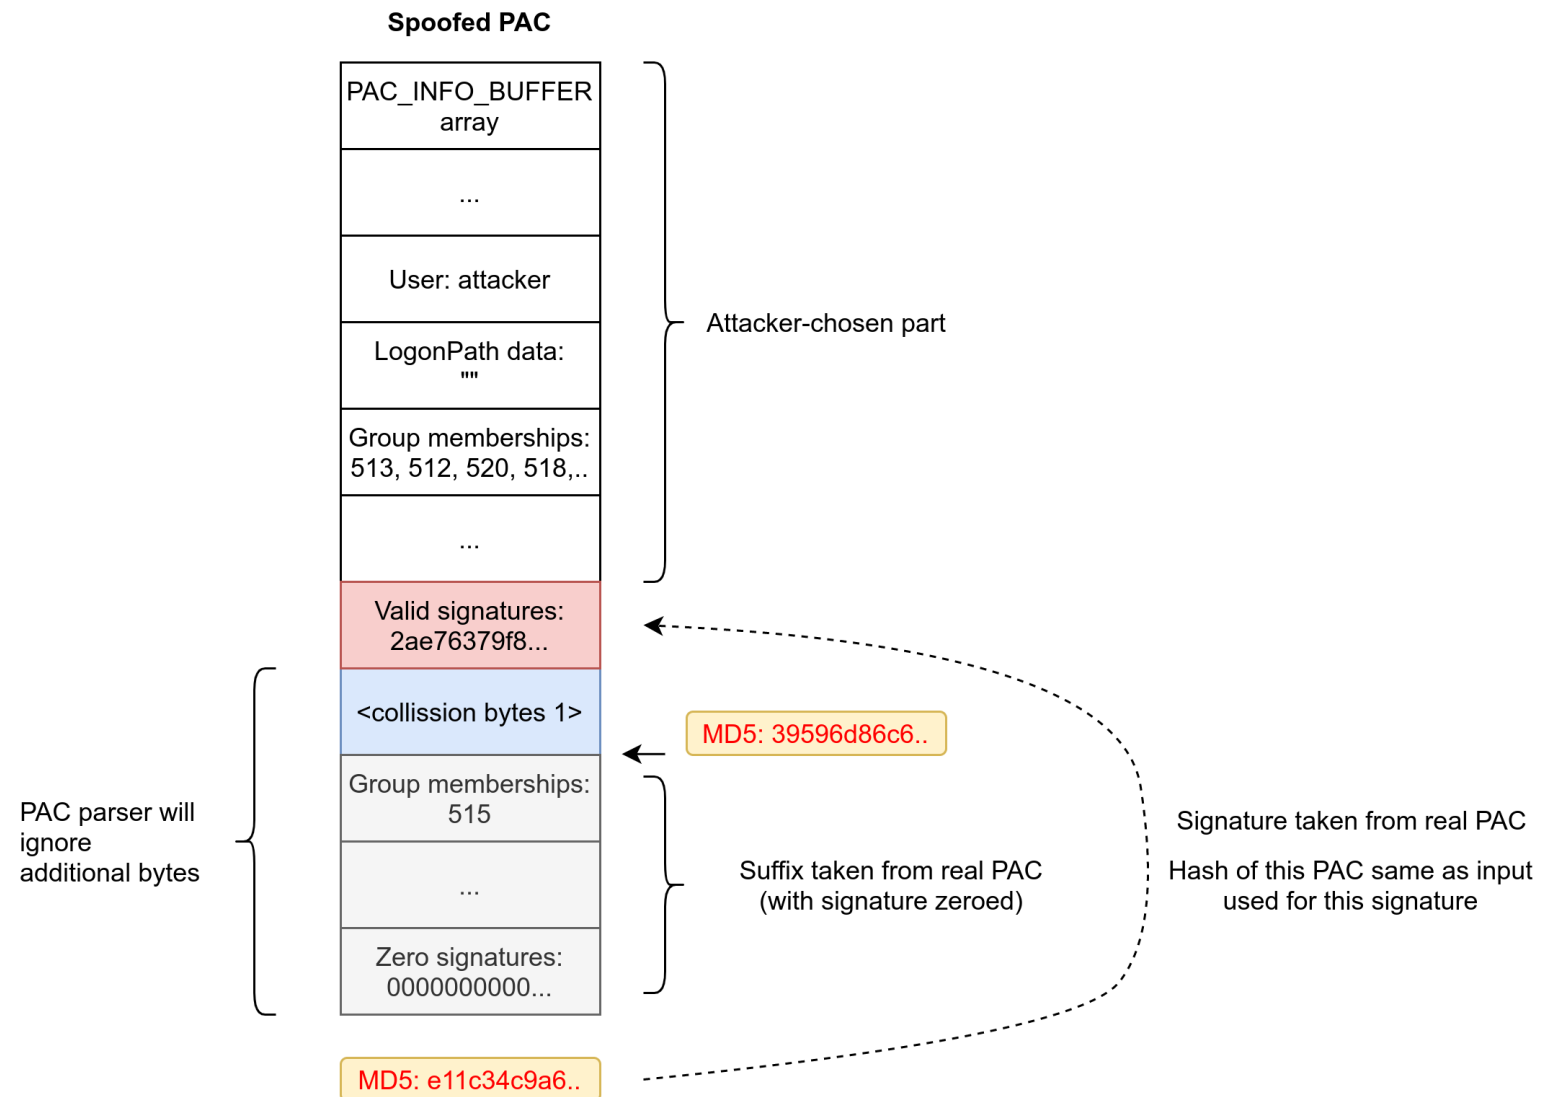 Spoofed PAC
PAC_INFO_BUFFER
array
...
User: attacker
LogonPath data:
""
Group memberships:
513, 512, 520, 518,..
...
Attacker-chosen part
Valid signatures:
2ae76379f8...
<collission bytes 1>
MD5: 39596d86c6..
Group memberships:
515
...
Zero signatures:
0000000000...
PAC parser will
ignore
additional bytes
Suffix taken from real PAC
(with signature zeroed)
Signature taken from real PAC
Hash of this PAC same as input
used for this signature
MD5: e11c34c9a6..